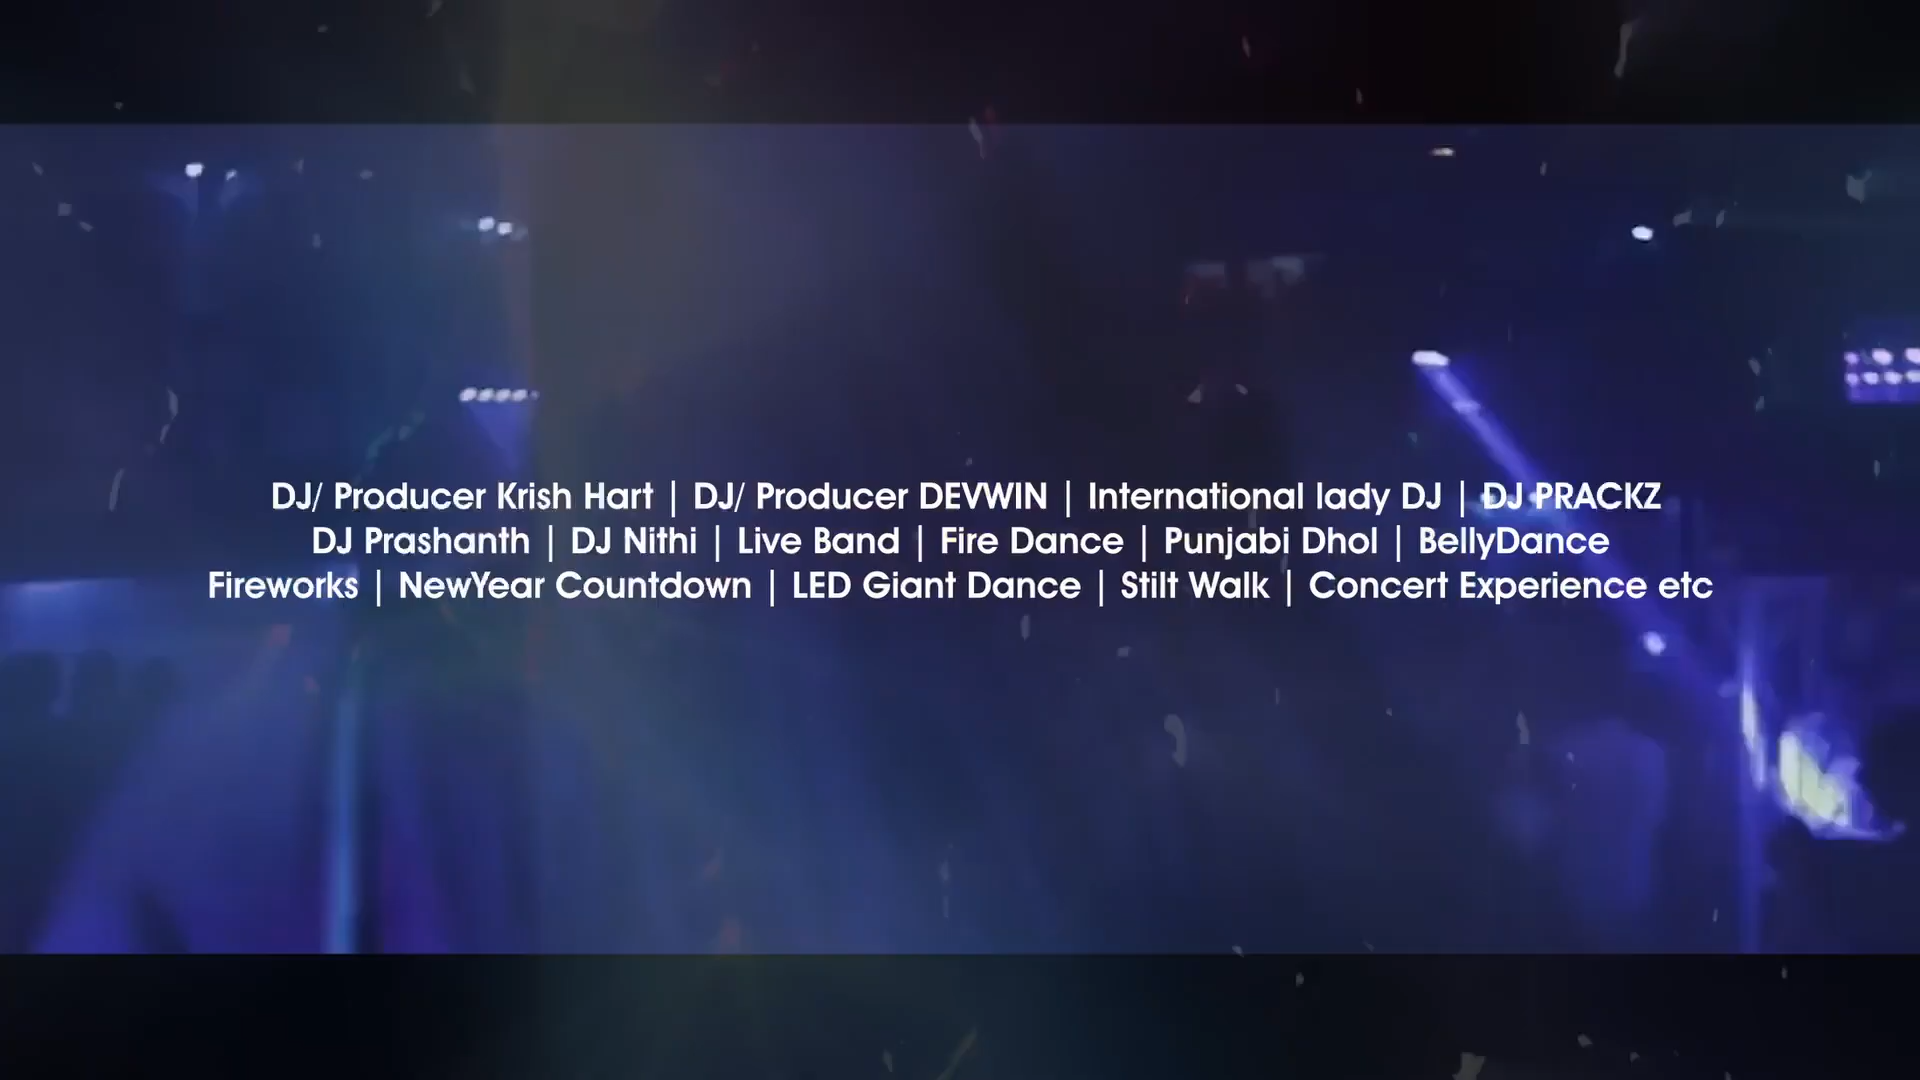 DJ/ Producer Krish Hart | DJ/ Producer DEVWIN | International lady DJ | DJ PRACKZ
DJ Prashanth | DJ Nithi | Live Band | Fire Dance | Punjabi Dhol | BellyDance
Fireworks | NewYear Countdown | LED Giant Dance | Stilt Walk | Concert Experience etc